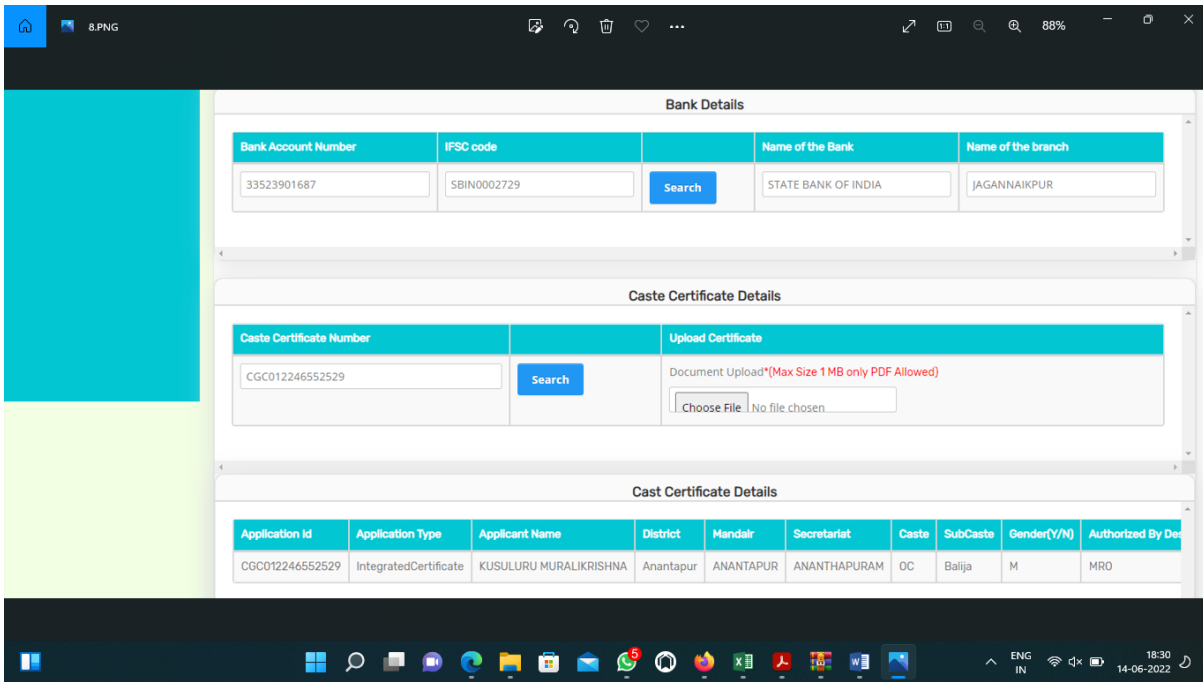 8.PNG
88%
Bank Details
Bank Account Number IFSC code Name of the Bank Name of the branch
33523901687 SBIN0002729 Search STATE BANK OF INDIA JAGANNAIKPUR
Caste Certificate Details
Caste Certificate Number Upload Certificate
CGC012246552529 Search Document Upload*(Max Size 1 MB only PDF Allowed)
Choose File No file chosen
Cast Certificate Details
Application Id Application Type Applicant Name District Mandalr Secretariat Caste SubCaste Gender(Y/N) Authorized By Des
CGC012246552529 IntegratedCertificate KUSULURU MURALIKRISHNA Anantapur ANANTAPUR ANANTHAPURAM OC Balija M MRO
5
ENG 18:30
IN 14-06-2022